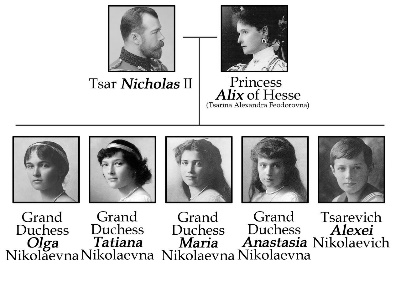 Tsar Nicholas II
Princess
Alix of Hesse
(Tsarina Alexandra Feodorovna)
Grand
Duchess
Olga
Nikolaevna
Grand
Duchess
Tatiana
Nikolaevna
Grand
Duchess
Maria
Nikolaevna
Grand
Duchess
Anastasia
Nikolaevna
Tsarevich
Alexei
Nikolaevich